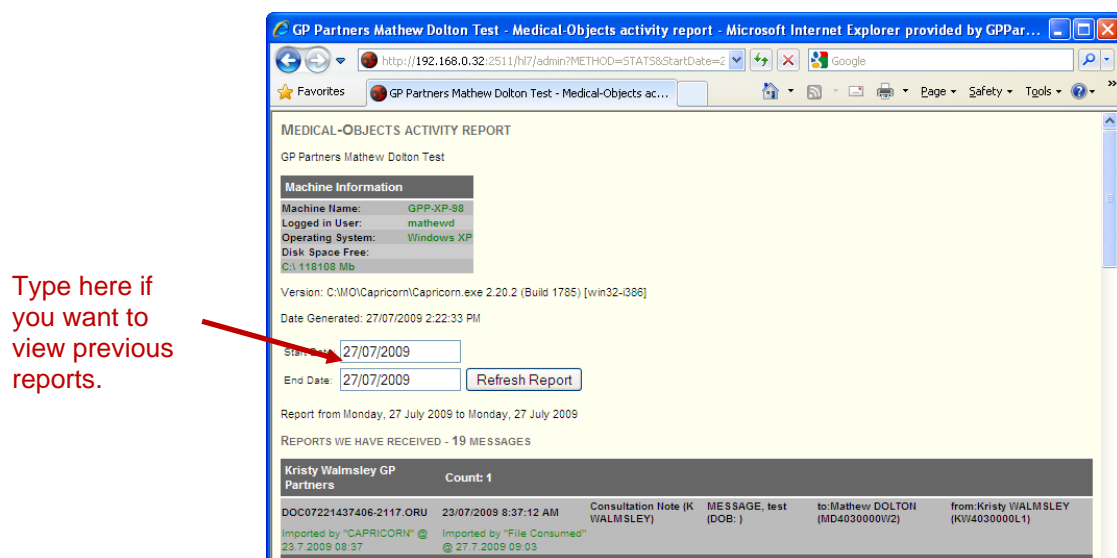 GP Partners Mathew Dolton Test - Medical-Objects activity report - Microsoft Internet Explorer provided by GPPar...
http://192.168.0.32:2511/hl7/admin?METHOD=STATS&StartDate=2
Google
Favorites
GP Partners Mathew Dolton Test - Medical-Objects ac...
Page
Safety
Tools
»
MEDICAL-OBJECTS ACTIVITY REPORT
GP Partners Mathew Dolton Test
Machine Information
Machine Name: GPP-XP-98
Logged in User: mathewd
Operating System: Windows XP
Disk Space Free:
C:\ 118108 Mb
Version: C:\MO\Capricorn\Capricorn.exe 2.20.2 (Build 1785) [win32-i386]
Date Generated: 27/07/2009 2:22:33 PM
Type here if
you want to
view previous
reports.
Start Date: 27/07/2009
End Date: 27/07/2009 Refresh Report
Report from Monday, 27 July 2009 to Monday, 27 July 2009
REPORTS WE HAVE RECEIVED - 19 MESSAGES
Kristy Walmsley GP
Partners
Count: 1
DOC07221437406-2117.ORU
23/07/2009 8:37:12 AM
Consultation Note (K
WALMSLEY)
MESSAGE, test
(DOB: )
to:Mathew DOLTON
(MD4030000W2)
from:Kristy WALMSLEY
(KW4030000L1)
Imported by "CAPRICORN" @
23.7.2009 08:37
Imported by "File Consumed"
@ 27.7.2009 09:03